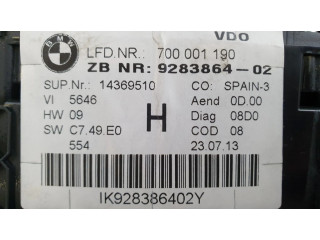 BMW
VDO
LFD.NR.: 700 001 190
ZB NR: 9283864-02
SUP.Nr.: 14369510 CO: SPAIN-3
VI 5646 Aend 0D.00
HW 09 H Diag 08D0
SW C7.49.E0 COD 08
554 23.07.13
IK928386402Y